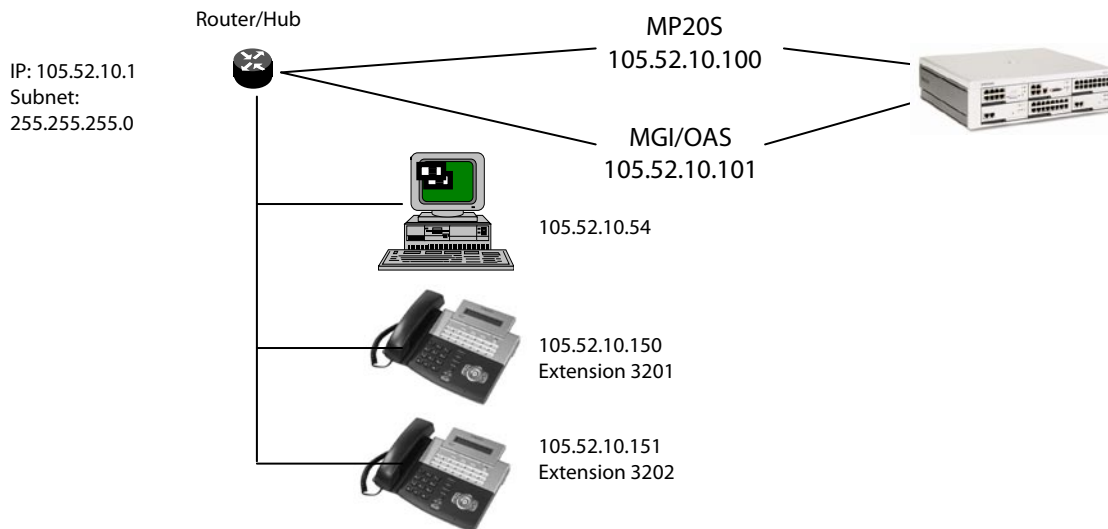 Router/Hub
IP: 105.52.10.1
Subnet:
255.255.255.0
MP20S
105.52.10.100
MGI/OAS
105.52.10.101
105.52.10.54
105.52.10.150
Extension 3201
105.52.10.151
Extension 3202